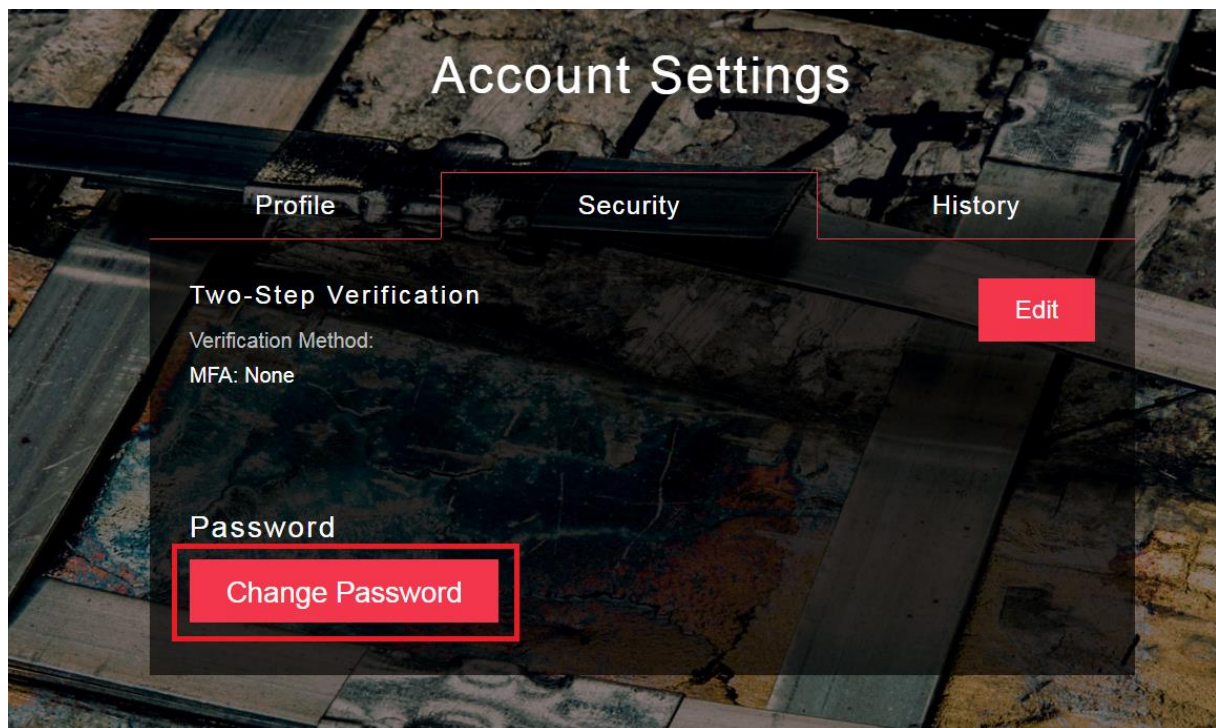 Account Settings
Profile Security History
Two-Step Verification
Edit
Verification Method:
MFA: None
Password
Change Password